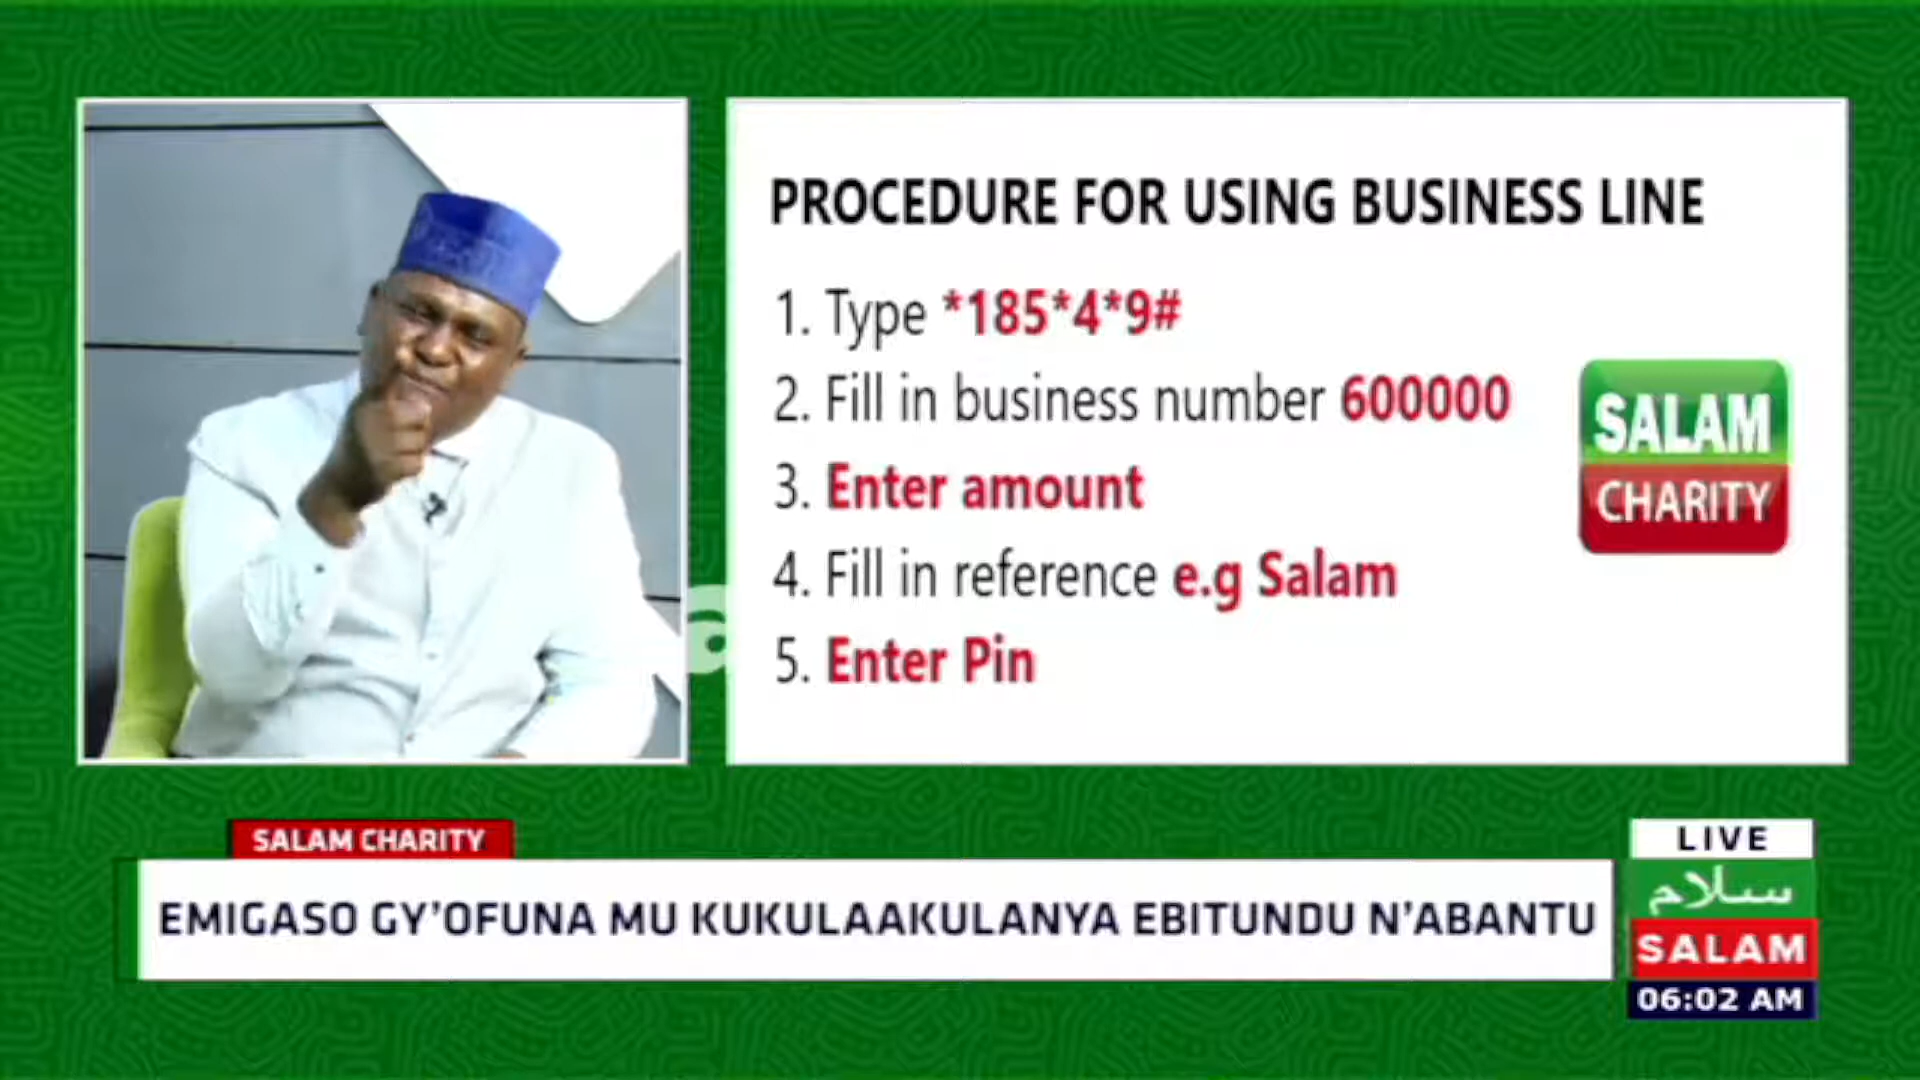 PROCEDURE FOR USING BUSINESS LINE
1. Type *185*4*9#
2. Fill in business number 600000
3. Enter amount
4. Fill in reference e.g Salam
5. Enter Pin
SALAM
CHARITY
SALAM CHARITY
EMIGASO GY’OFUNA MU KUKULAAKULANYA EBITUNDU N’ABANTU
LIVE
سلام
SALAM
06:02 AM